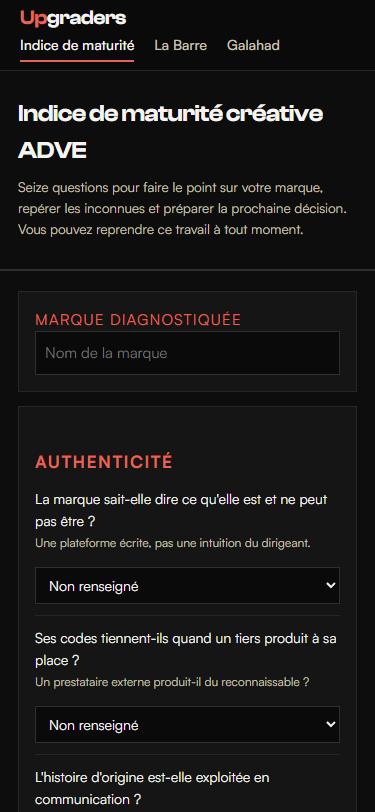 Upgraders
Indice de maturité
La Barre
Galahad
Indice de maturité créative
ADVE
Seize questions pour faire le point sur votre marque,
repérer les inconnues et préparer la prochaine décision.
Vous pouvez reprendre ce travail à tout moment.
MARQUE DIAGNOSTIQUÉE
Nom de la marque
AUTHENTICITÉ
La marque sait-elle dire ce qu'elle est et ne peut
pas être ?
Une plateforme écrite, pas une intuition du dirigeant.
Non renseigné
Ses codes tiennent-ils quand un tiers produit à sa
place ?
Un prestataire externe produit-il du reconnaissable ?
Non renseigné
L'histoire d'origine est-elle exploitée en
communication ?